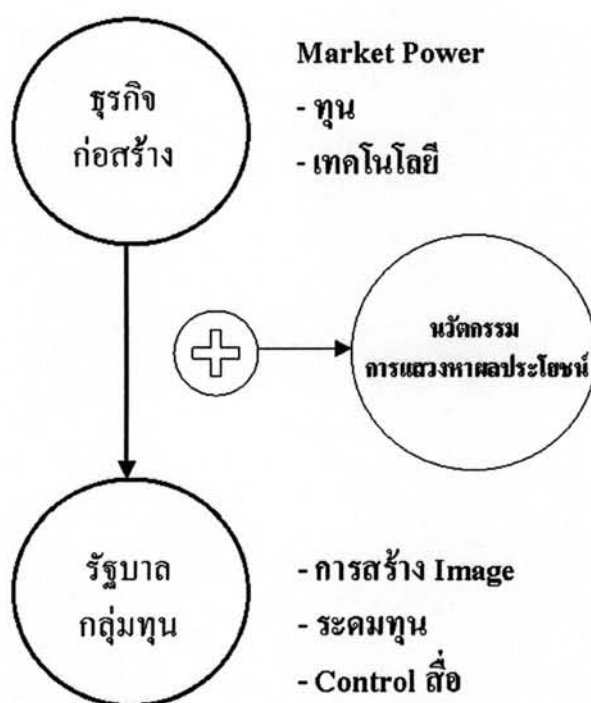 ธุรกิจ
ก่อสร้าง
Market Power
- ทุน
- เทคโนโลยี
นวัตกรรม
การแสวงหาผลประโยชน์
รัฐบาล
กลุ่มทุน
- การสร้าง Image
- ระดมทุน
- Control สื่อ